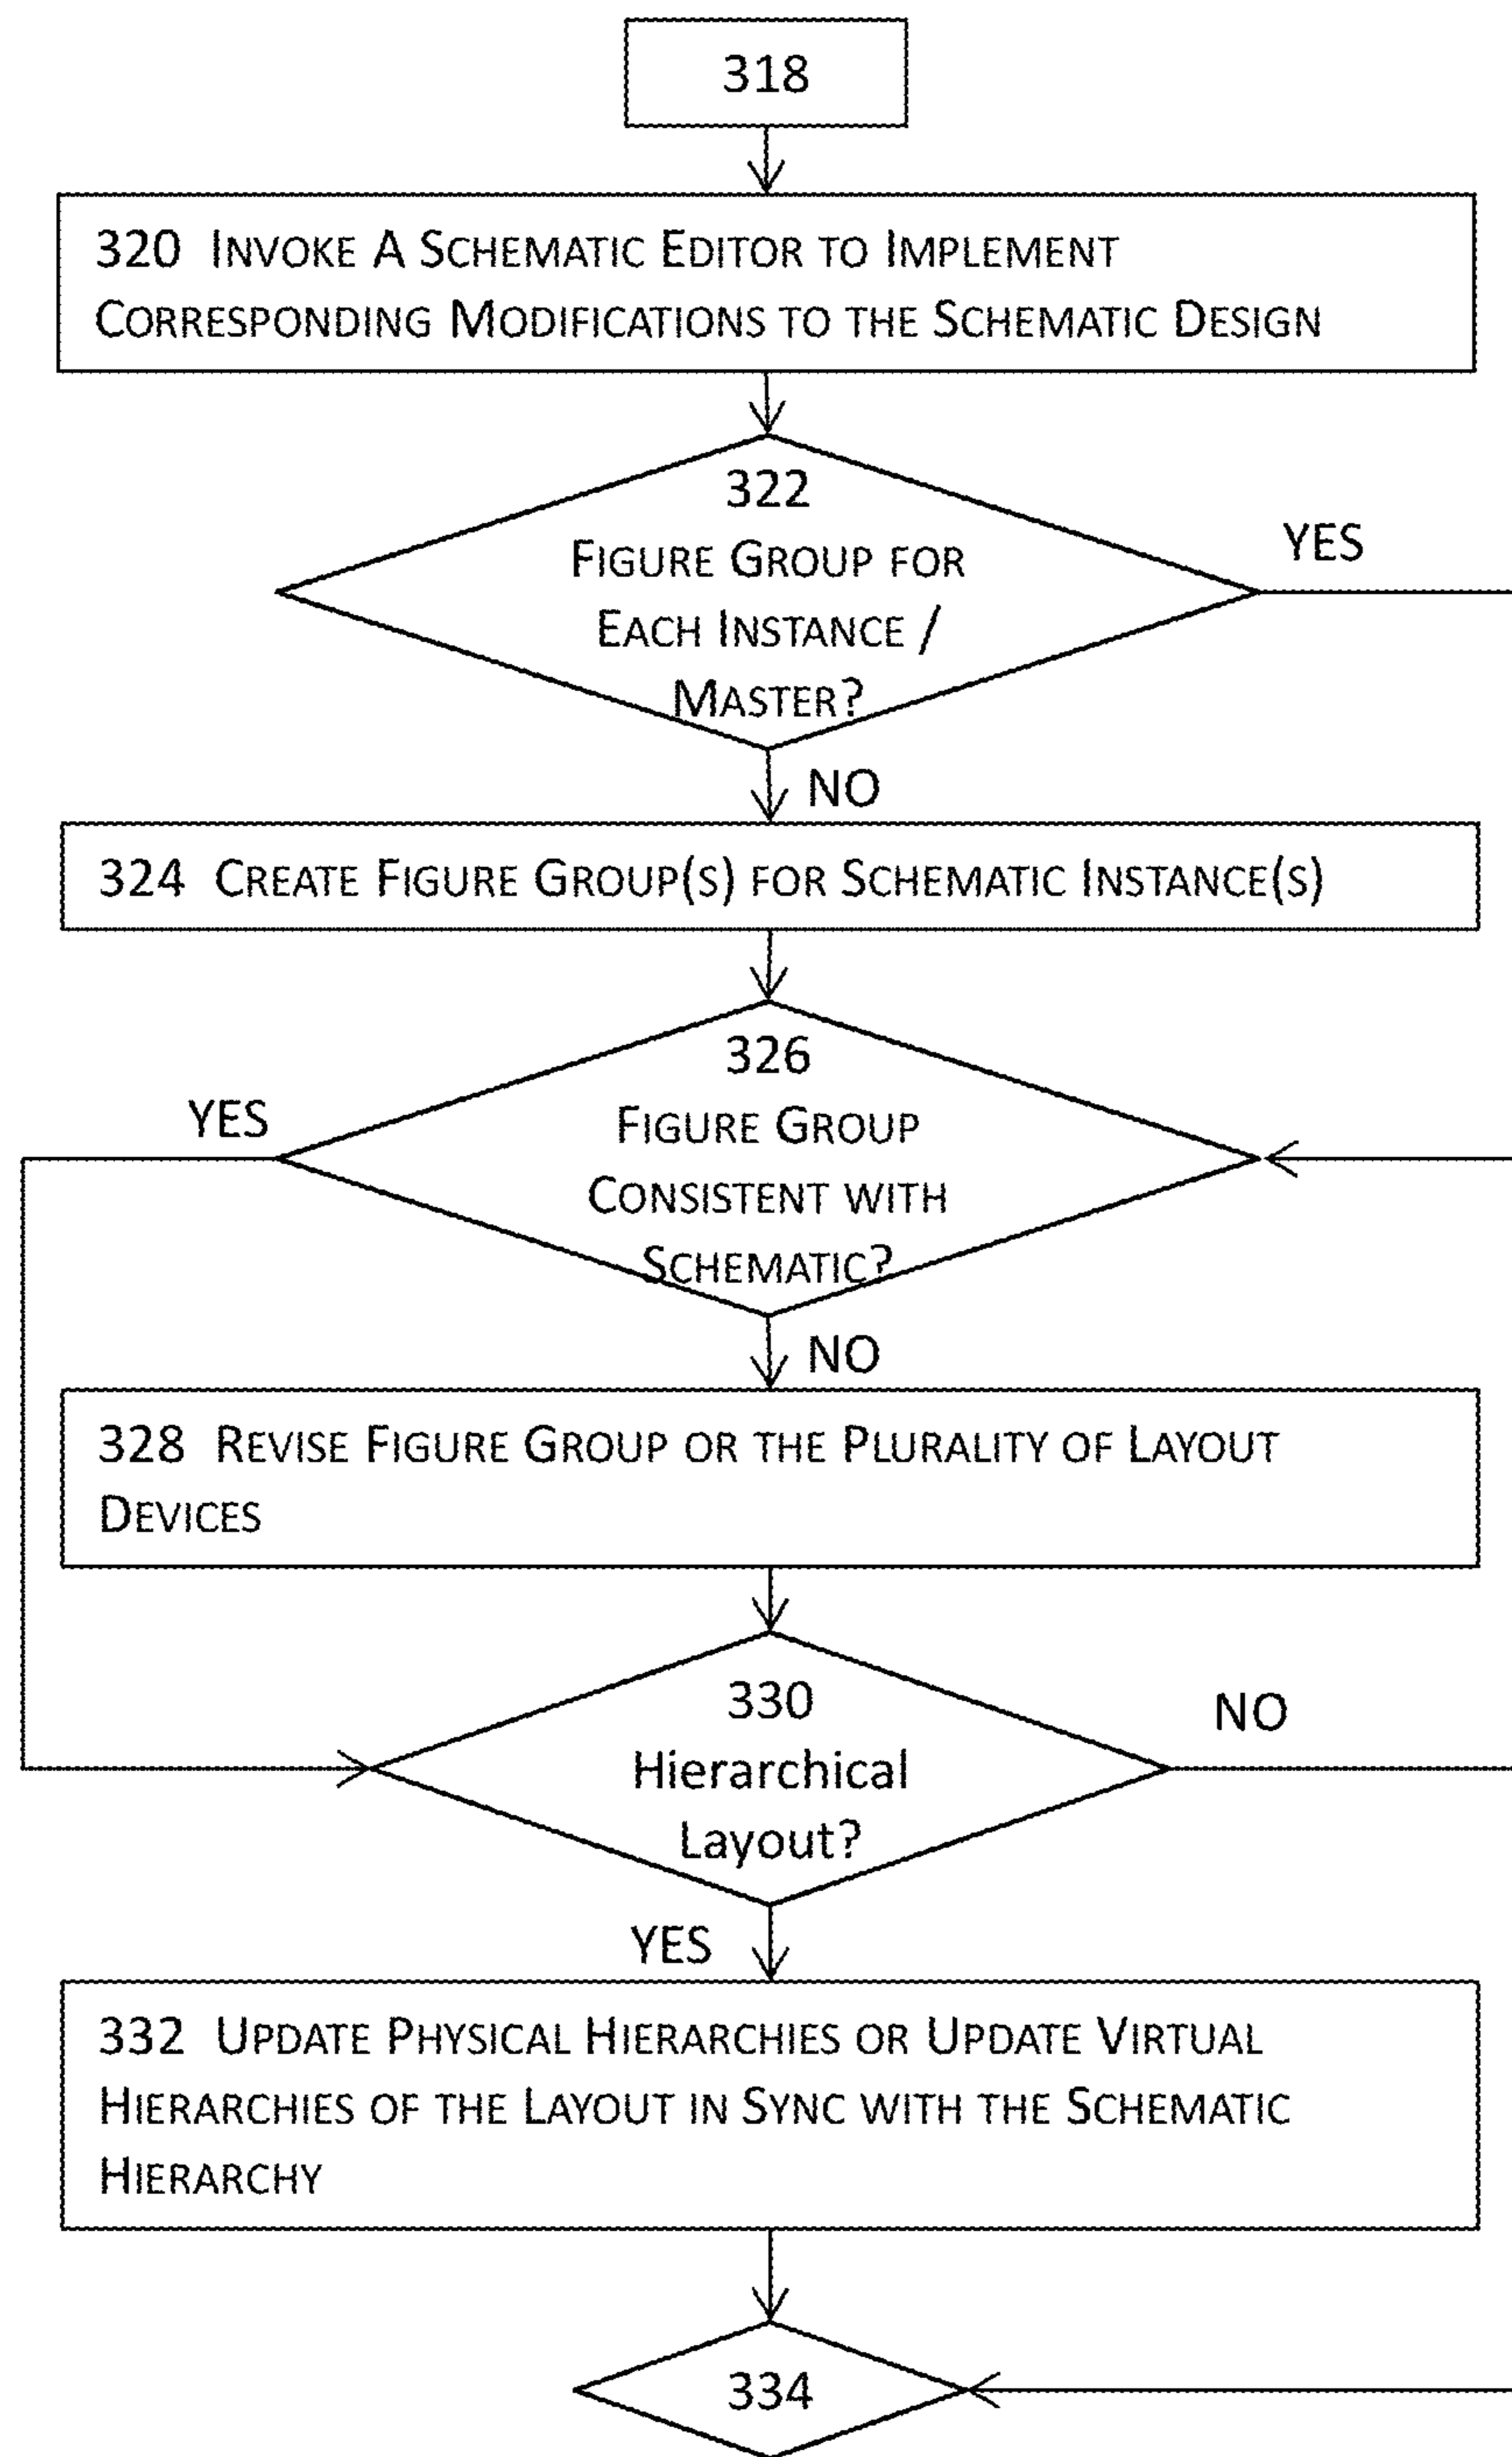 318
320 Invoke A Schematic Editor to Implement
Corresponding Modifications to the Schematic Design
322
Figure Group for
Each Instance /
Master?
YES
NO
324 Create Figure Group(s) for Schematic Instance(s)
326
Figure Group
Consistent with
Schematic?
YES
NO
328 Revise Figure Group or the Plurality of Layout
Devices
330
Hierarchical
Layout?
NO
YES
332 Update Physical Hierarchies or Update Virtual
Hierarchies of the Layout in Sync with the Schematic
Hierarchy
334